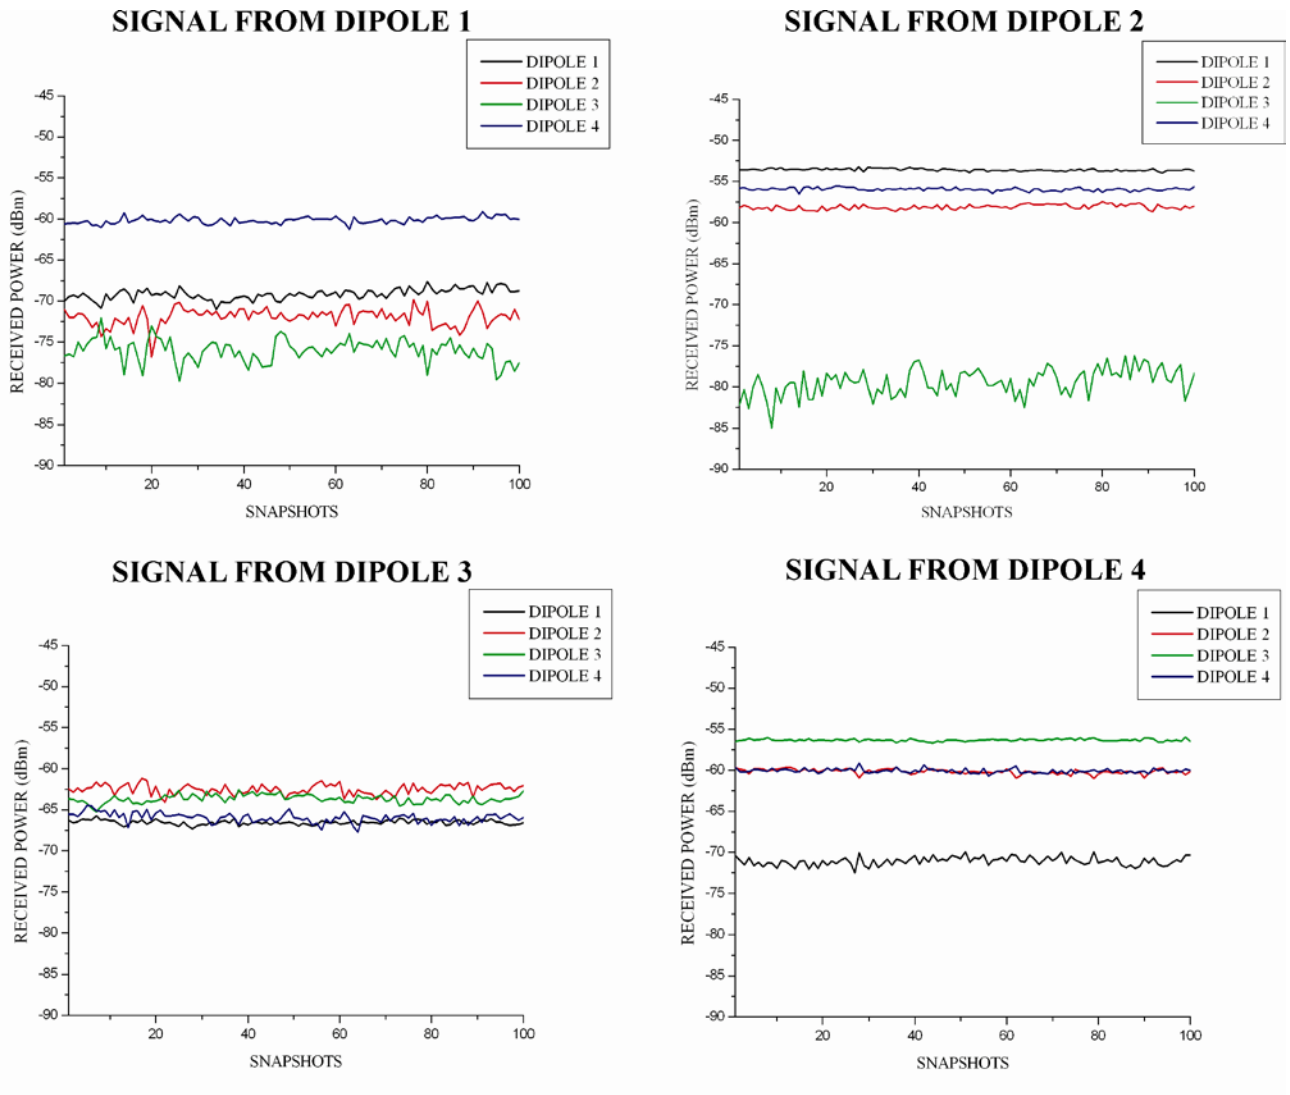 SIGNAL FROM DIPOLE 1
DIPOLE 1
DIPOLE 2
DIPOLE 3
DIPOLE 4
RECEIVED POWER (dBm)
-45
-50
-55
-60
-65
-70
-75
-80
-85
-90
20
40
60
80
100
SNAPSHOTS
SIGNAL FROM DIPOLE 2
DIPOLE 1
DIPOLE 2
DIPOLE 3
DIPOLE 4
RECEIVED POWER (dBm)
-45
-50
-55
-60
-65
-70
-75
-80
-85
-90
20
40
60
80
100
SNAPSHOTS
SIGNAL FROM DIPOLE 3
DIPOLE 1
DIPOLE 2
DIPOLE 3
DIPOLE 4
RECEIVED POWER (dBm)
-45
-50
-55
-60
-65
-70
-75
-80
-85
-90
20
40
60
80
100
SNAPSHOTS
SIGNAL FROM DIPOLE 4
DIPOLE 1
DIPOLE 2
DIPOLE 3
DIPOLE 4
RECEIVED POWER (dBm)
-45
-50
-55
-60
-65
-70
-75
-80
-85
-90
20
40
60
80
100
SNAPSHOTS